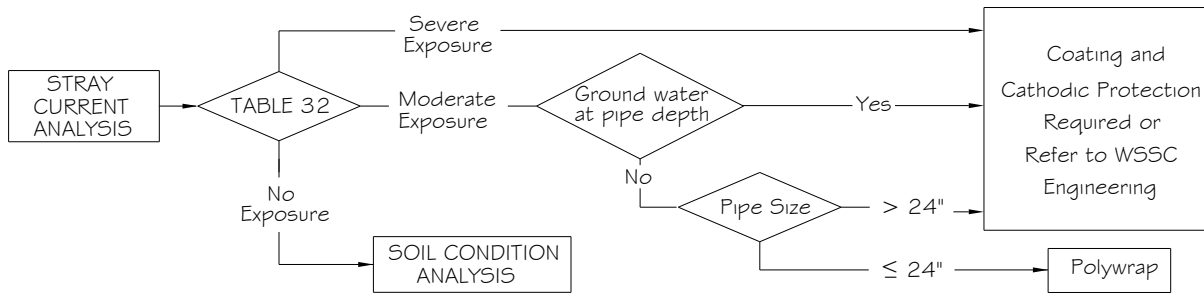 STRAY
CURRENT
ANALYSIS
TABLE 32
Severe
Exposure
Moderate
Exposure
No
Exposure
SOIL CONDITION
ANALYSIS
Ground water
at pipe depth
Yes
No
Pipe Size
> 24"
≤ 24"
Coating and
Cathodic Protection
Required or
Refer to WSSC
Engineering
Polywrap